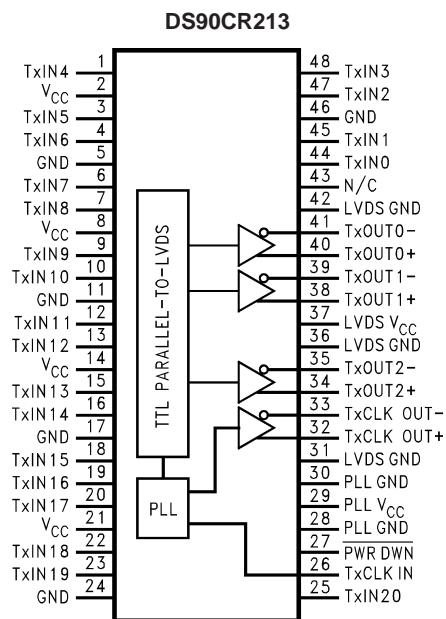 DS90CR213
TxIN4 1
VCC 2
TxIN5 3
TxIN6 4
GND 5
TxIN7 6
TxIN8 7
VCC 8
TxIN9 9
TxIN10 10
GND 11
TxIN11 12
TxIN12 13
VCC 14
TxIN13 15
TxIN14 16
GND 17
TxIN15 18
TxIN16 19
TxIN17 20
VCC 21
TxIN18 22
TxIN19 23
GND 24
TTL PARALLEL-TO-LVDS
PLL
48 TxIN3
47 TxIN2
46 GND
45 TxIN1
44 TxIN0
43 N/C
42 LVDS GND
41 TxOUT0-
40 TxOUT0+
39 TxOUT1-
38 TxOUT1+
37 LVDS VCC
36 LVDS GND
35 TxOUT2-
34 TxOUT2+
33 TxCLK OUT-
32 TxCLK OUT+
31 LVDS GND
30 PLL GND
29 PLL VCC
28 PLL GND
27 PWR DWN
26 TxCLK IN
25 TxIN20